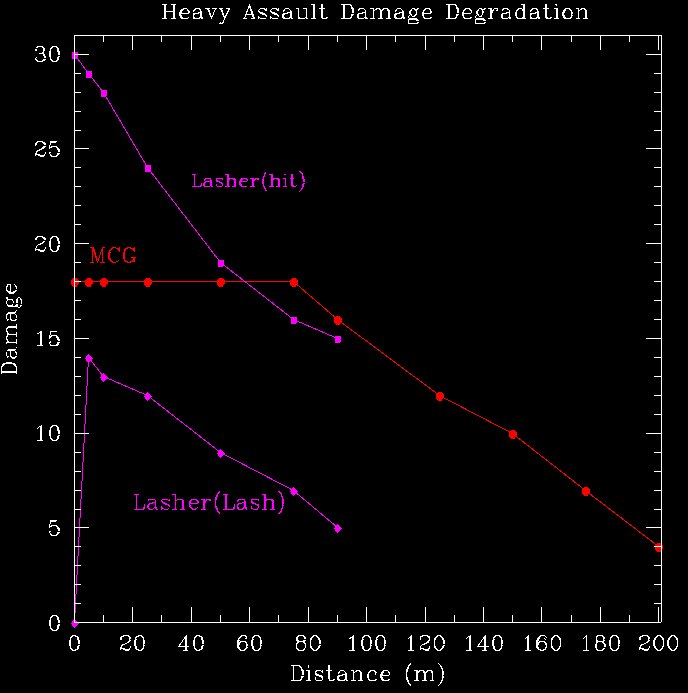 Heavy Assault Damage Degradation
30
25
20
15
10
5
0
Damage
Lasher(hit)
MCG
Lasher(Lash)
0 20 40 60 80 100 120 140 160 180 200
Distance (m)